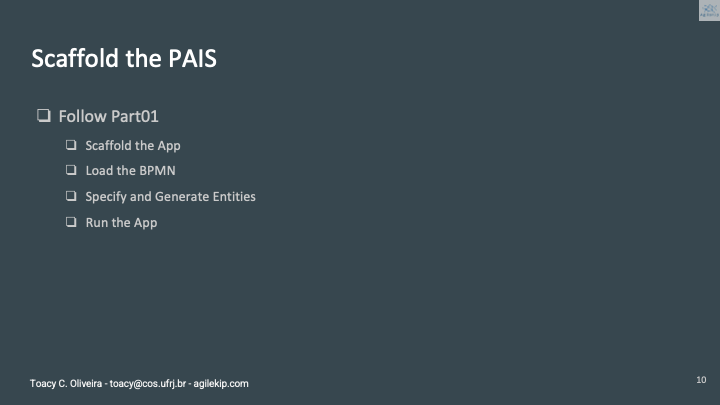 Scaffold the PAIS
❏ Follow Part01
❏ Scaffold the App
❏ Load the BPMN
❏ Specify and Generate Entities
❏ Run the App
Toacy C. Oliveira - toacy@cos.ufrj.br - agilekip.com
10
agilekip